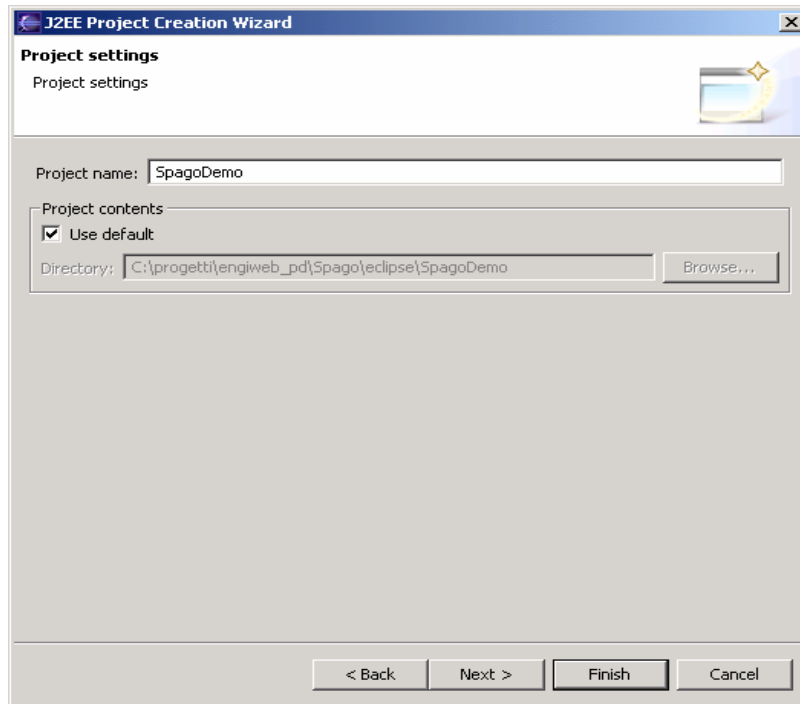 J2EE Project Creation Wizard
Project settings
Project settings
Project name: SpagoDemo
Project contents
Use default
Directory: C:\progetti\engiweb_pd\Spago\eclipse\SpagoDemo Browse...
< Back Next > Finish Cancel